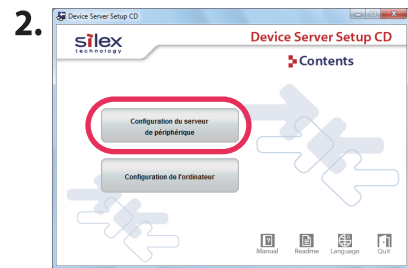 2.
Device Server Setup CD
silex
technology
Device Server Setup CD
Contents
Configuration du serveur
de périphérique
Configuration de l'ordinateur
Manual Readme Language Quit